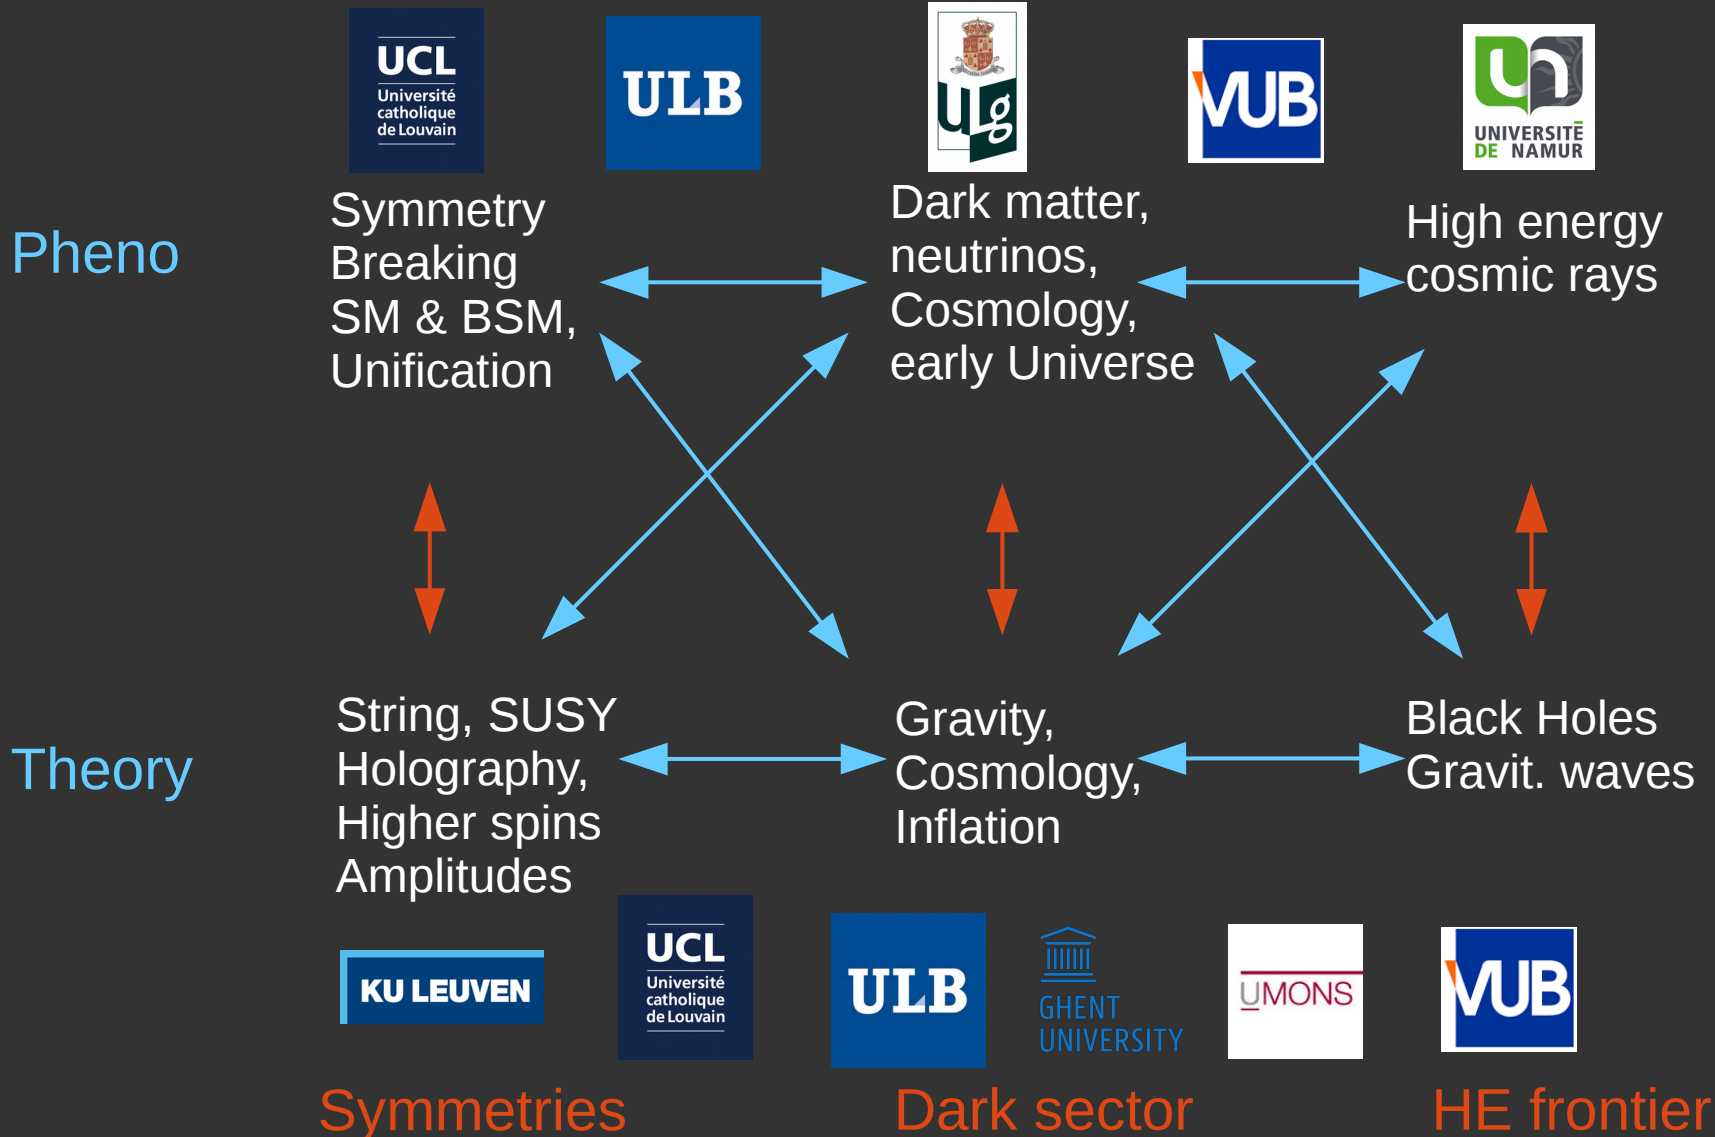 UCL
Université
catholique
de Louvain
ULB
ULg
VUB
UN
UNIVERSITÉ
DE NAMUR
Pheno
Symmetry
Breaking
SM & BSM,
Unification
Dark matter,
neutrinos,
Cosmology,
early Universe
High energy
cosmic rays
Theory
String, SUSY
Holography,
Higher spins
Amplitudes
Gravity,
Cosmology,
Inflation
Black Holes
Gravit. waves
KU LEUVEN
UCL
Université
catholique
de Louvain
ULB
GHENT
UNIVERSITY
UMONS
VUB
Symmetries
Dark sector
HE frontier